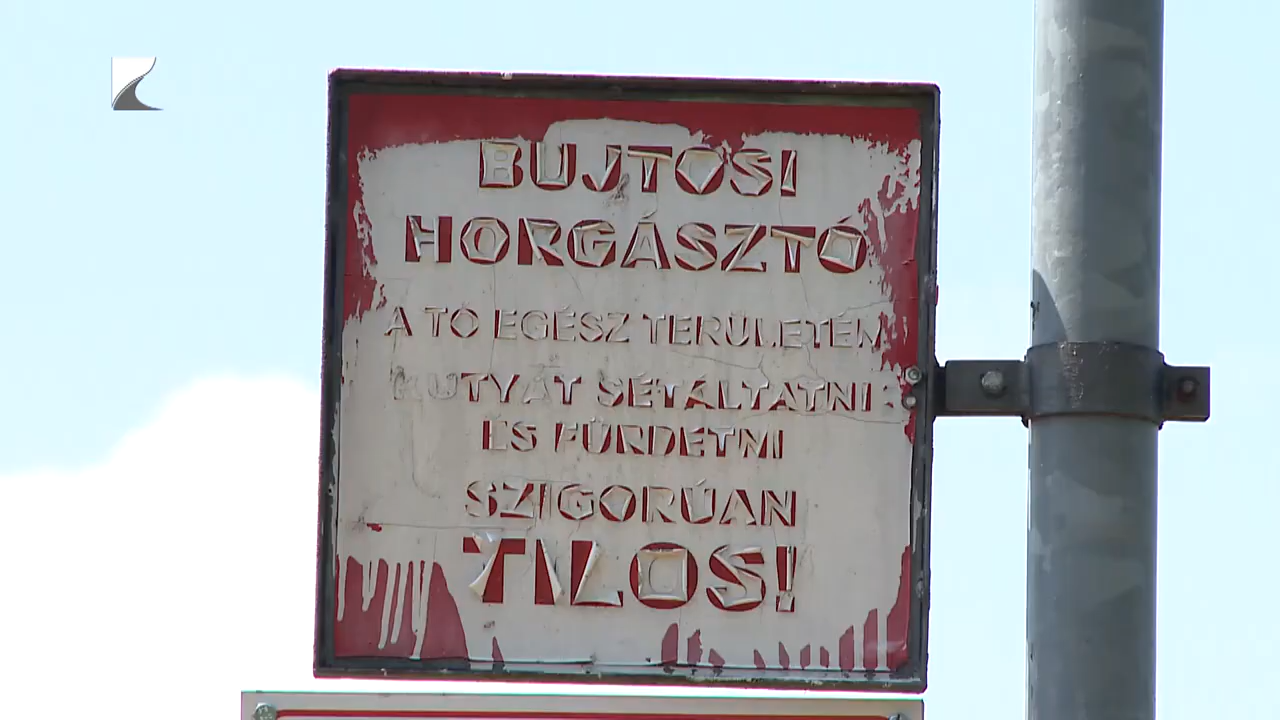 BUJTOSI
HORGÁSZTÓ
A TÓ EGÉSZ TERÜLETÉN
KUTYÁT SÉTÁLTATNI
ÉS FÜRDETNI
SZIGORÚAN
TILOS!